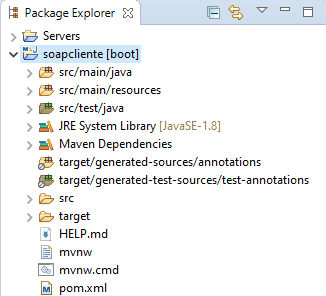 Package Explorer
Servers
soapcliente [boot]
src/main/java
src/main/resources
src/test/java
JRE System Library [JavaSE-1.8]
Maven Dependencies
target/generated-sources/annotations
target/generated-test-sources/test-annotations
src
target
HELP.md
mvnw
mvnw.cmd
pom.xml